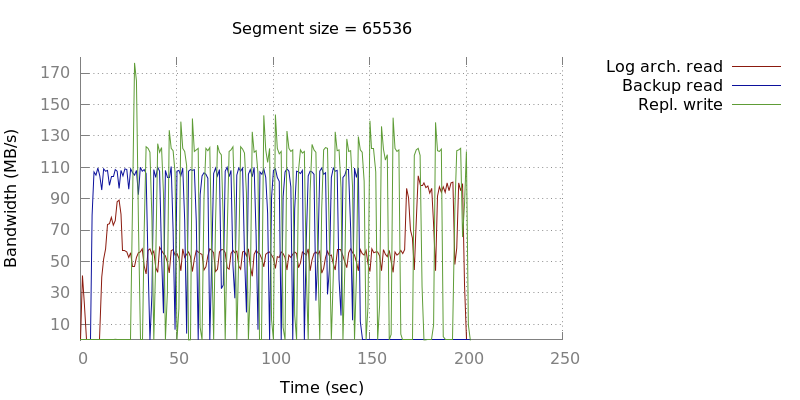 Segment size = 65536
Log arch. read
Backup read
Repl. write
Bandwidth (MB/s)
170
150
130
110
90
70
50
30
10
0
50
100
150
200
250
Time (sec)